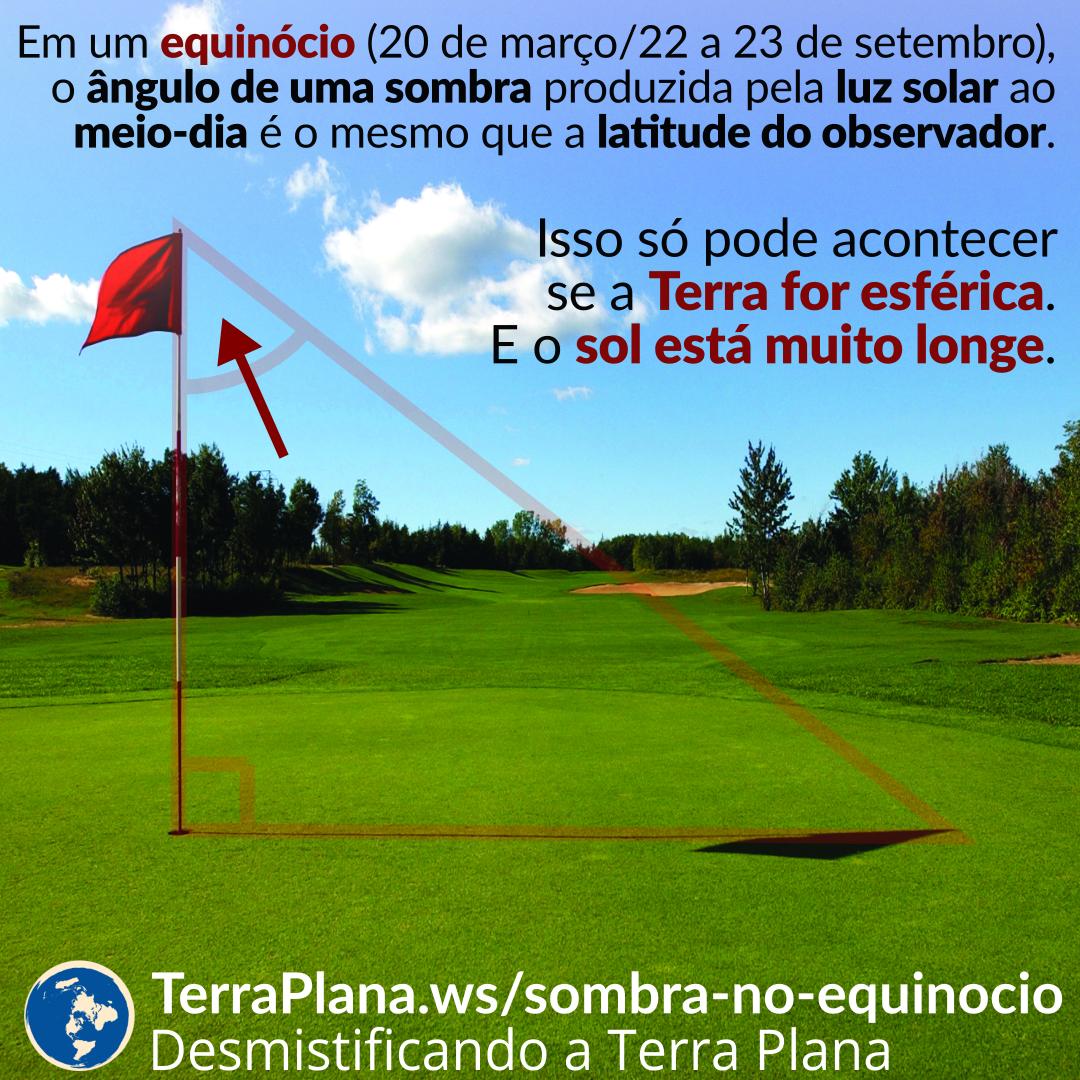 Em um equinócio (20 de março/22 a 23 de setembro),
o ângulo de uma sombra produzida pela luz solar ao
meio-dia é o mesmo que a latitude do observador.
Isso só pode acontecer
se a Terra for esférica.
E o sol está muito longe.
TerraPlana.ws/sombra-no-equinocio
Desmistificando a Terra Plana